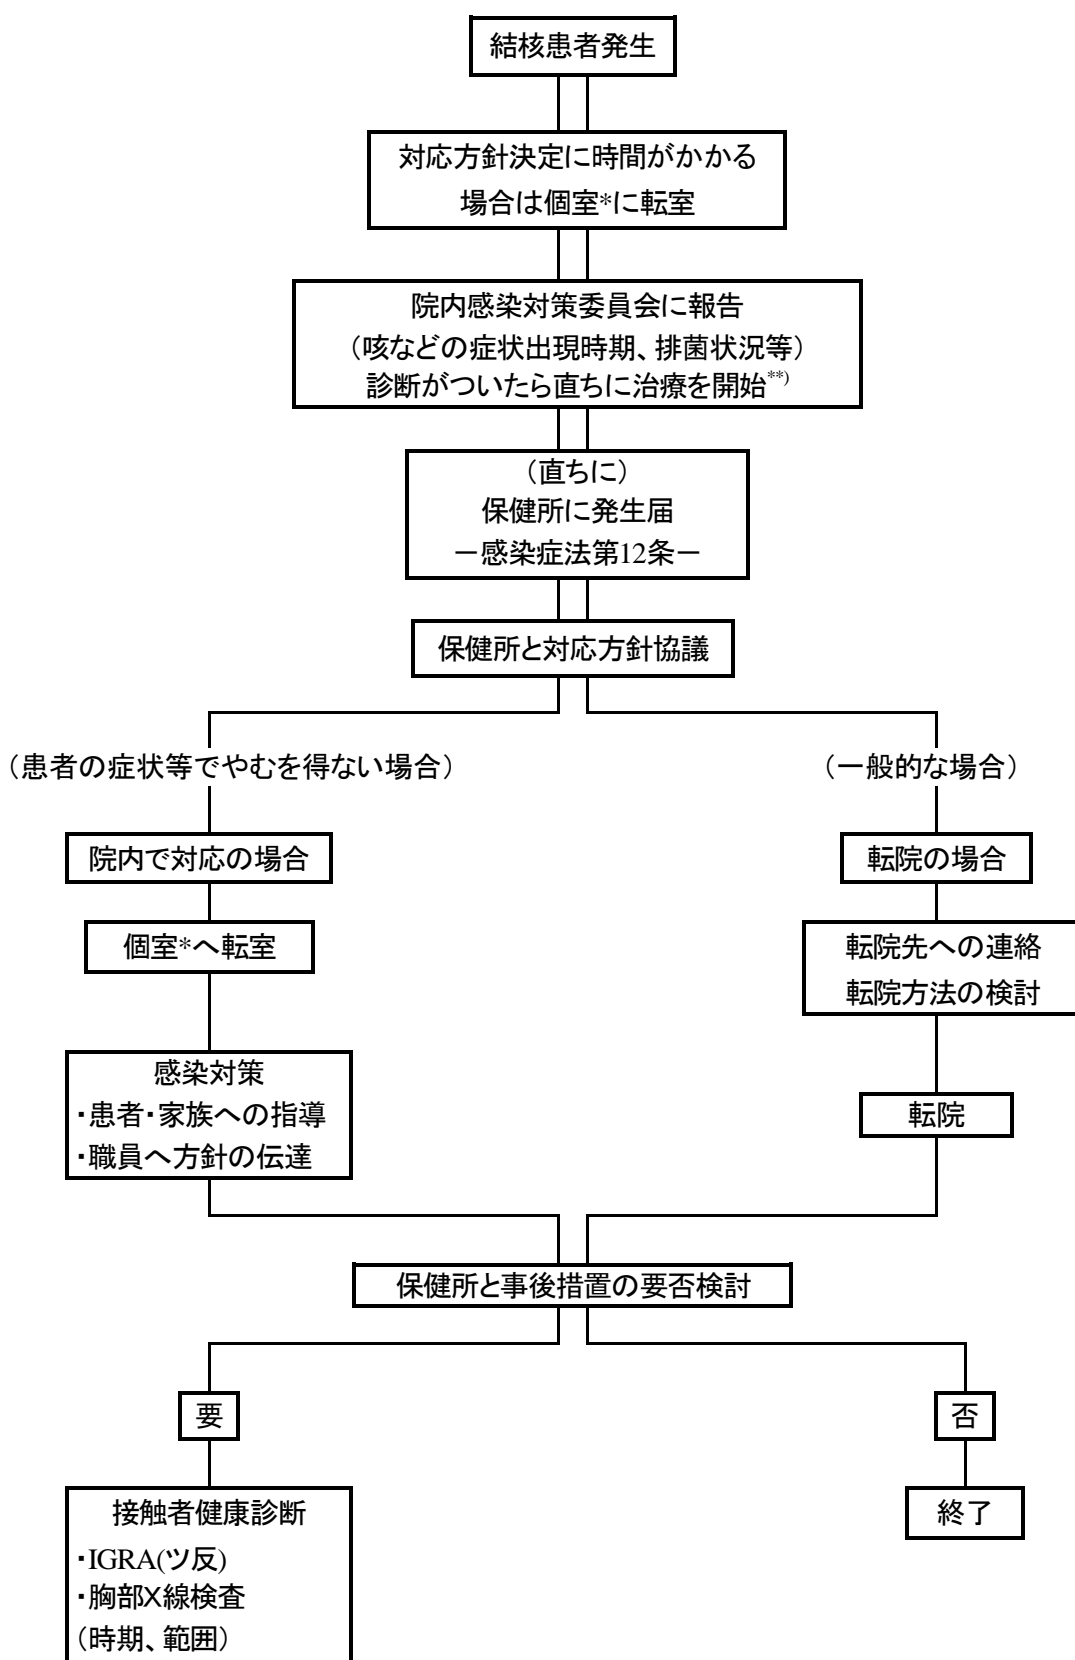 結核患者発生
対応方針決定に時間がかかる
場合は個室*に転室
院内感染対策委員会に報告
（咳などの症状出現時期、排菌状況等）
診断がついたら直ちに治療を開始**)
（直ちに）
保健所に発生届
－感染症法第12条－
保健所と対応方針協議
（患者の症状等でやむを得ない場合）
（一般的な場合）
院内で対応の場合
転院の場合
個室*へ転室
転院先への連絡
転院方法の検討
感染対策
・患者・家族への指導
・職員へ方針の伝達
転院
保健所と事後措置の要否検討
要
否
接触者健康診断
・IGRA(ツ反)
・胸部X線検査
（時期、範囲）
終了